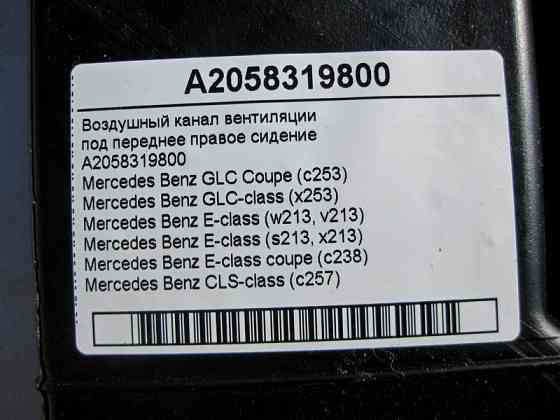 A2058319800
Воздушный канал вентиляции
под переднее правое сидение
A2058319800
Mercedes Benz GLC Coupe (c253)
Mercedes Benz GLC-class (x253)
Mercedes Benz E-class (w213, v213)
Mercedes Benz E-class (s213, x213)
Mercedes Benz E-class coupe (c238)
Mercedes Benz CLS-class (c257)